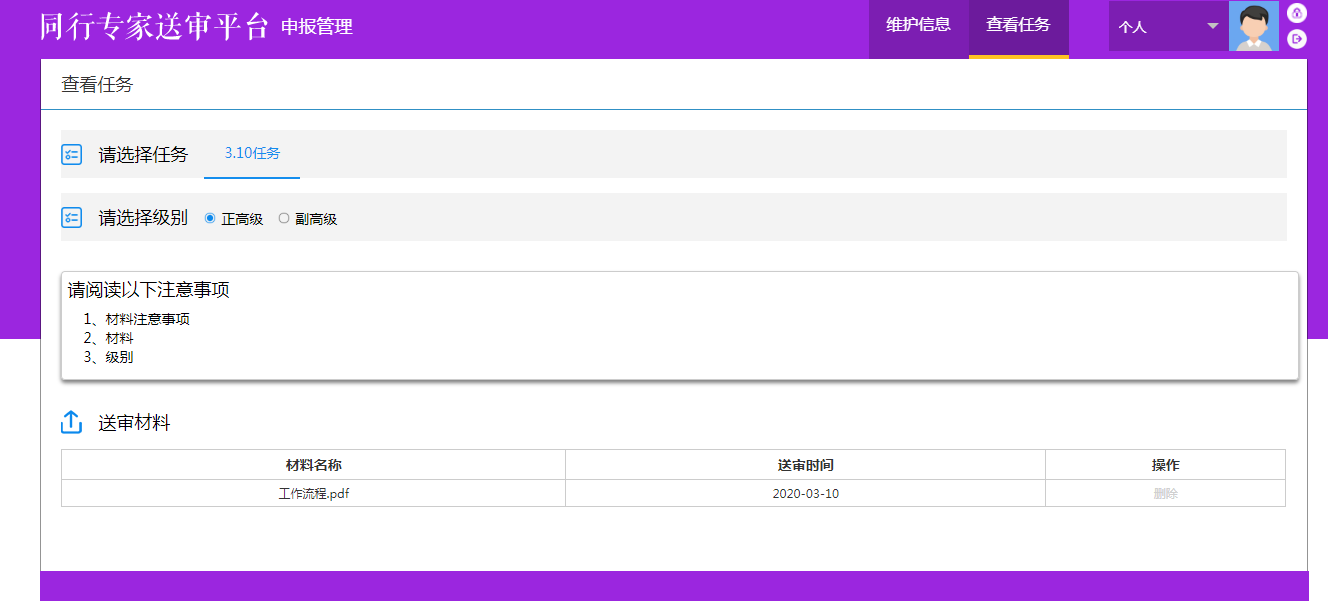 同行专家送审平台 申报管理 维护信息 查看任务 个人
查看任务
请选择任务 3.10任务
请选择级别 正高级 副高级
请阅读以下注意事项
1、材料注意事项
2、材料
3、级别
送审材料
材料名称 送审时间 操作
工作流程.pdf 2020-03-10 删除